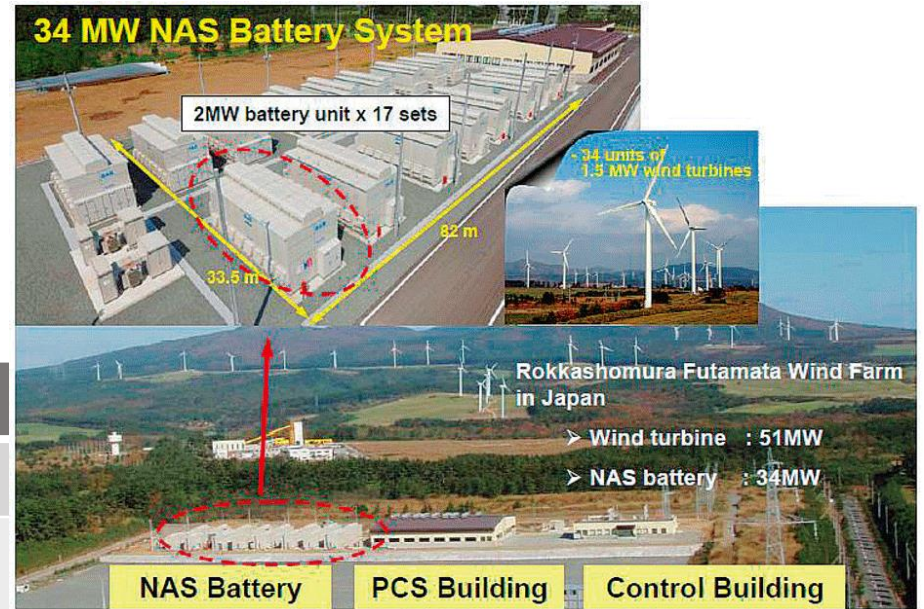 34 MW NAS Battery System
2MW battery unit x 17 sets
- 34 units of
1.5 MW wind turbines
82 m
33.5 m
Rokkashomura Futamata Wind Farm
in Japan
➢ Wind turbine : 51MW
➢ NAS battery : 34MW
NAS Battery
PCS Building
Control Building